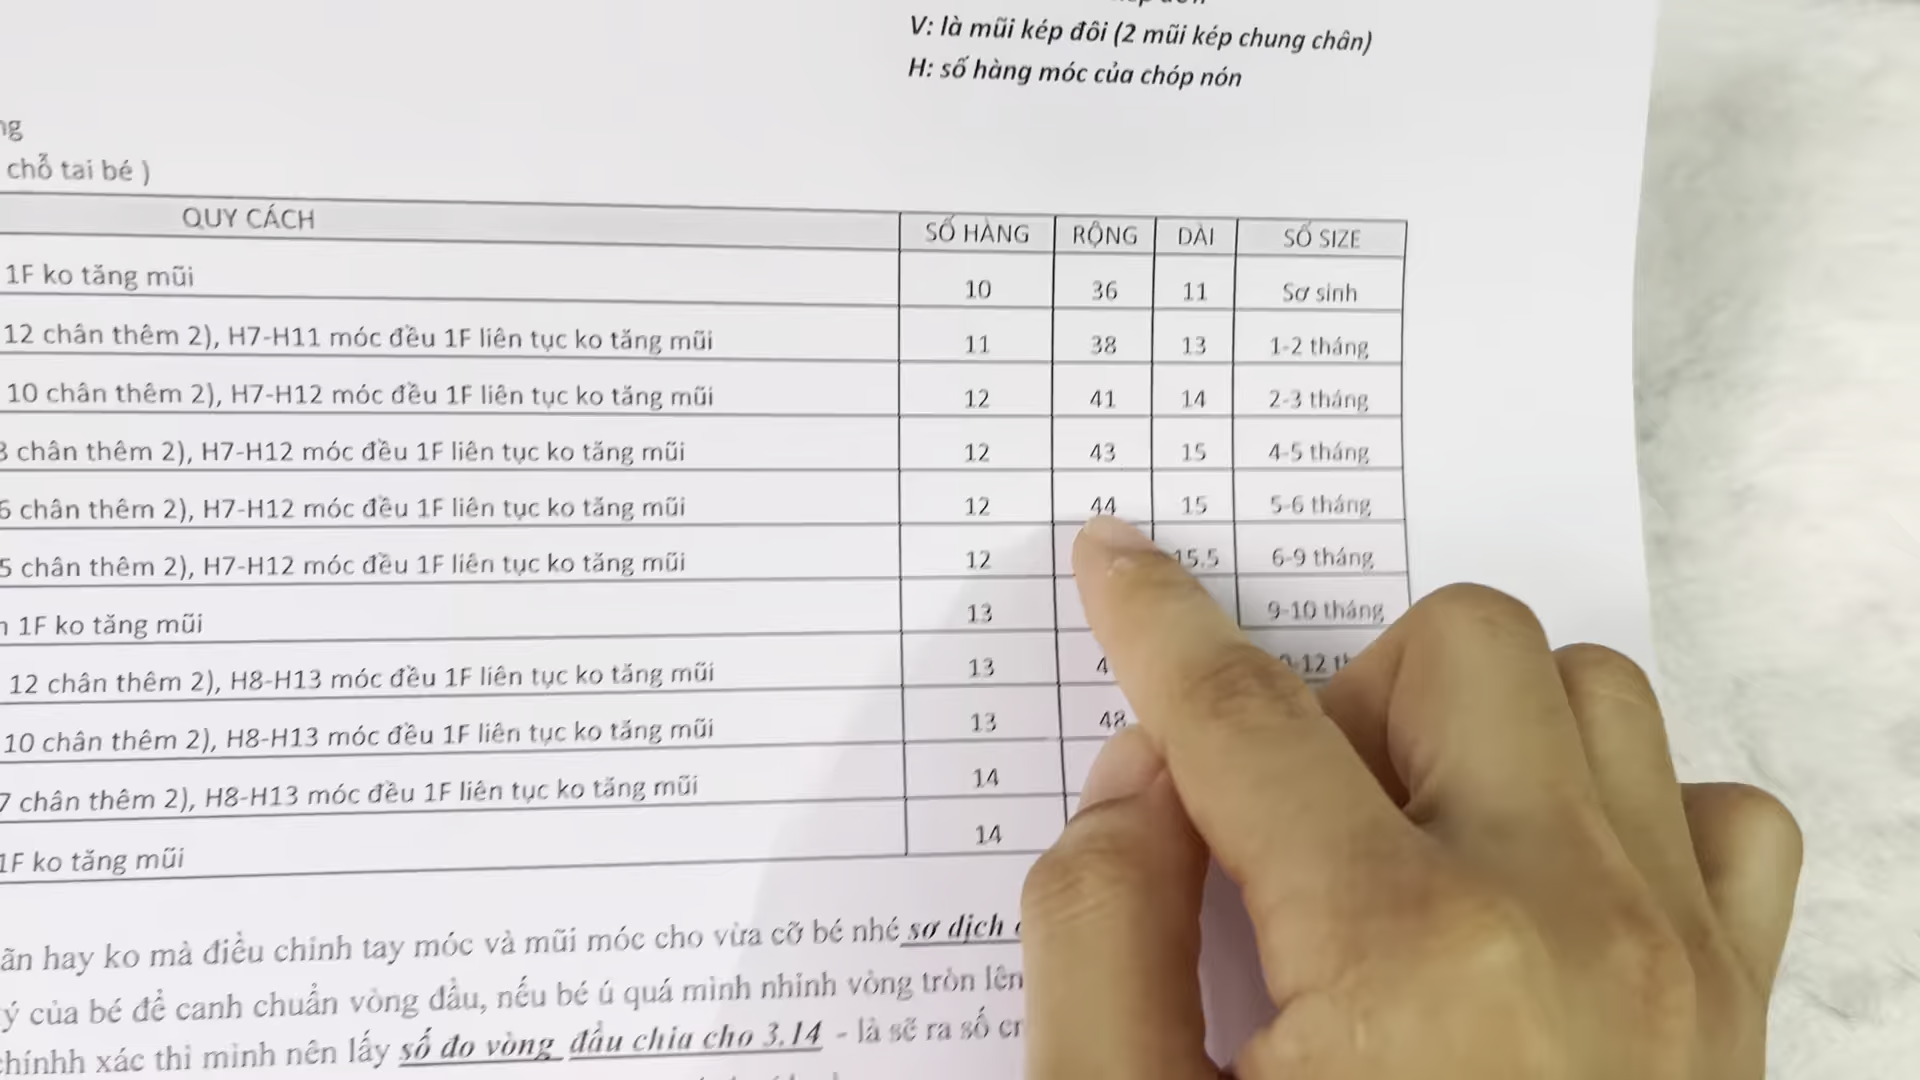 V: là mũi kép đôi (2 mũi kép chung chân)
H: số hàng móc của chóp nón
chỗ tai bé )
QUY CÁCH SỐ HÀNG RỘNG DÀI SỐ SIZE
1F ko tăng mũi 10 36 11 Sơ sinh
12 chân thêm 2), H7-H11 móc đều 1F liên tục ko tăng mũi 11 38 13 1-2 tháng
10 chân thêm 2), H7-H12 móc đều 1F liên tục ko tăng mũi 12 41 14 2-3 tháng
chân thêm 2), H7-H12 móc đều 1F liên tục ko tăng mũi 12 43 15 4-5 tháng
chân thêm 2), H7-H12 móc đều 1F liên tục ko tăng mũi 12 44 15 5-6 tháng
5 chân thêm 2), H7-H12 móc đều 1F liên tục ko tăng mũi 12 15.5 6-9 tháng
1F ko tăng mũi 13 9-10 tháng
12 chân thêm 2), H8-H13 móc đều 1F liên tục ko tăng mũi 13
10 chân thêm 2), H8-H13 móc đều 1F liên tục ko tăng mũi 13 48
7 chân thêm 2), H8-H13 móc đều 1F liên tục ko tăng mũi 14
1F ko tăng mũi 14
hay ko mà điều chỉnh tay móc và mũi móc cho vừa cỡ bé nhé sơ dịch
ý của bé để canh chuẩn vòng đầu, nếu bé ú quá mình nhỉnh vòng tròn lên
xác thì mình nên lấy số đo vòng đầu chia cho 3.14 - là sẽ ra số